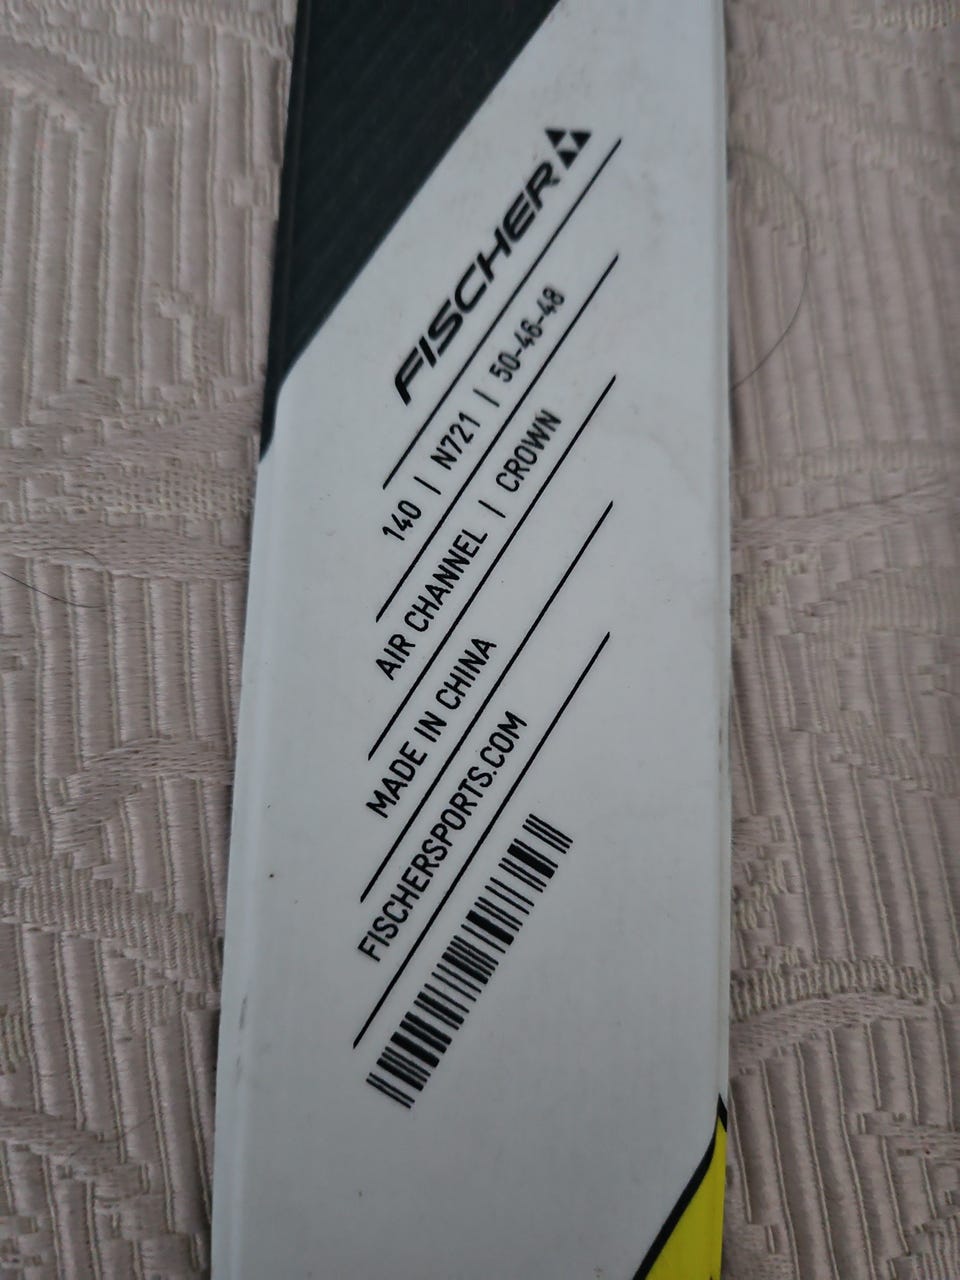 FISCHER
140 | N721 | 50-46-48
AIR CHANNEL | CROWN
MADE IN CHINA
FISCHERSPORTS.COM